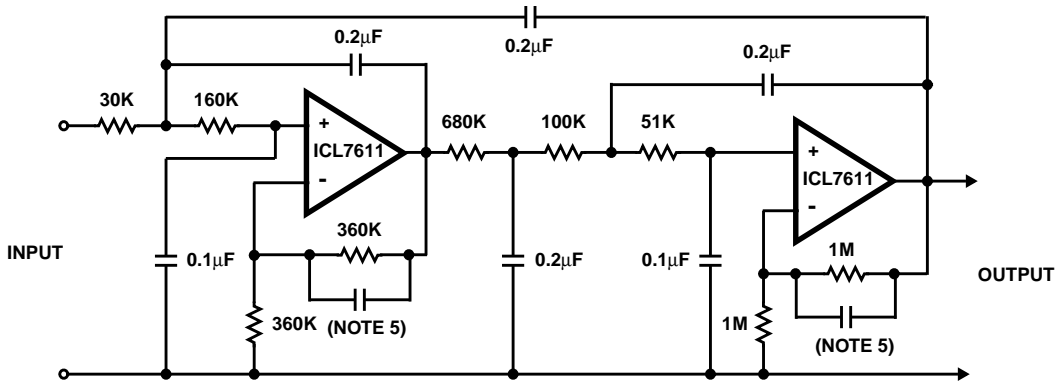 0.2μF
0.2μF
0.2μF
30K
160K
680K
100K
51K
+
ICL7611
-
+
ICL7611
-
360K
1M
INPUT
0.1μF
0.2μF
0.1μF
OUTPUT
360K
(NOTE 5)
1M
(NOTE 5)